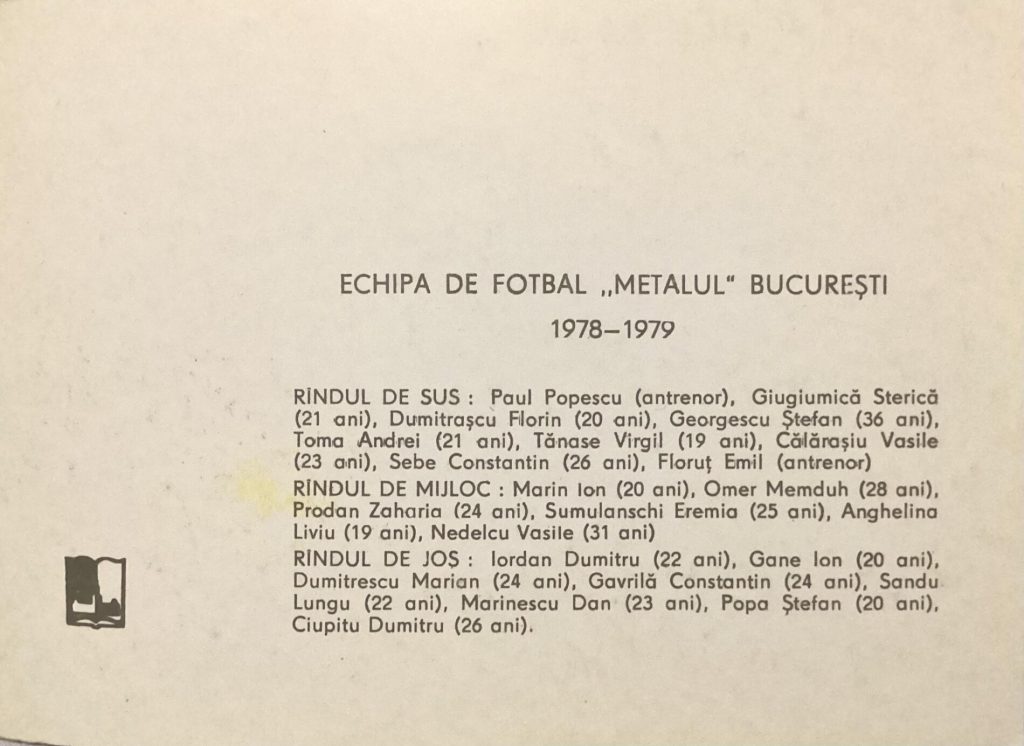 ECHIPA DE FOTBAL „METALUL“ BUCUREȘTI
1978–1979
RÎNDUL DE SUS : Paul Popescu (antrenor), Giugiumică Sterică
(21 ani), Dumitrașcu Florin (20 ani), Georgescu Ștefan (36 ani),
Toma Andrei (21 ani), Tănase Virgil (19 ani), Călărașiu Vasile
(23 ani), Sebe Constantin (26 ani), Floruț Emil (antrenor)
RÎNDUL DE MIJLOC : Marin Ion (20 ani), Omer Memduh (28 ani),
Prodan Zaharia (24 ani), Sumulanschi Eremia (25 ani), Anghelina
Liviu (19 ani), Nedelcu Vasile (31 ani)
RÎNDUL DE JOS : Iordan Dumitru (22 ani), Gane Ion (20 ani),
Dumitrescu Marian (24 ani), Gavrilă Constantin (24 ani), Sandu
Lungu (22 ani), Marinescu Dan (23 ani), Popa Ștefan (20 ani),
Ciupitu Dumitru (26 ani).